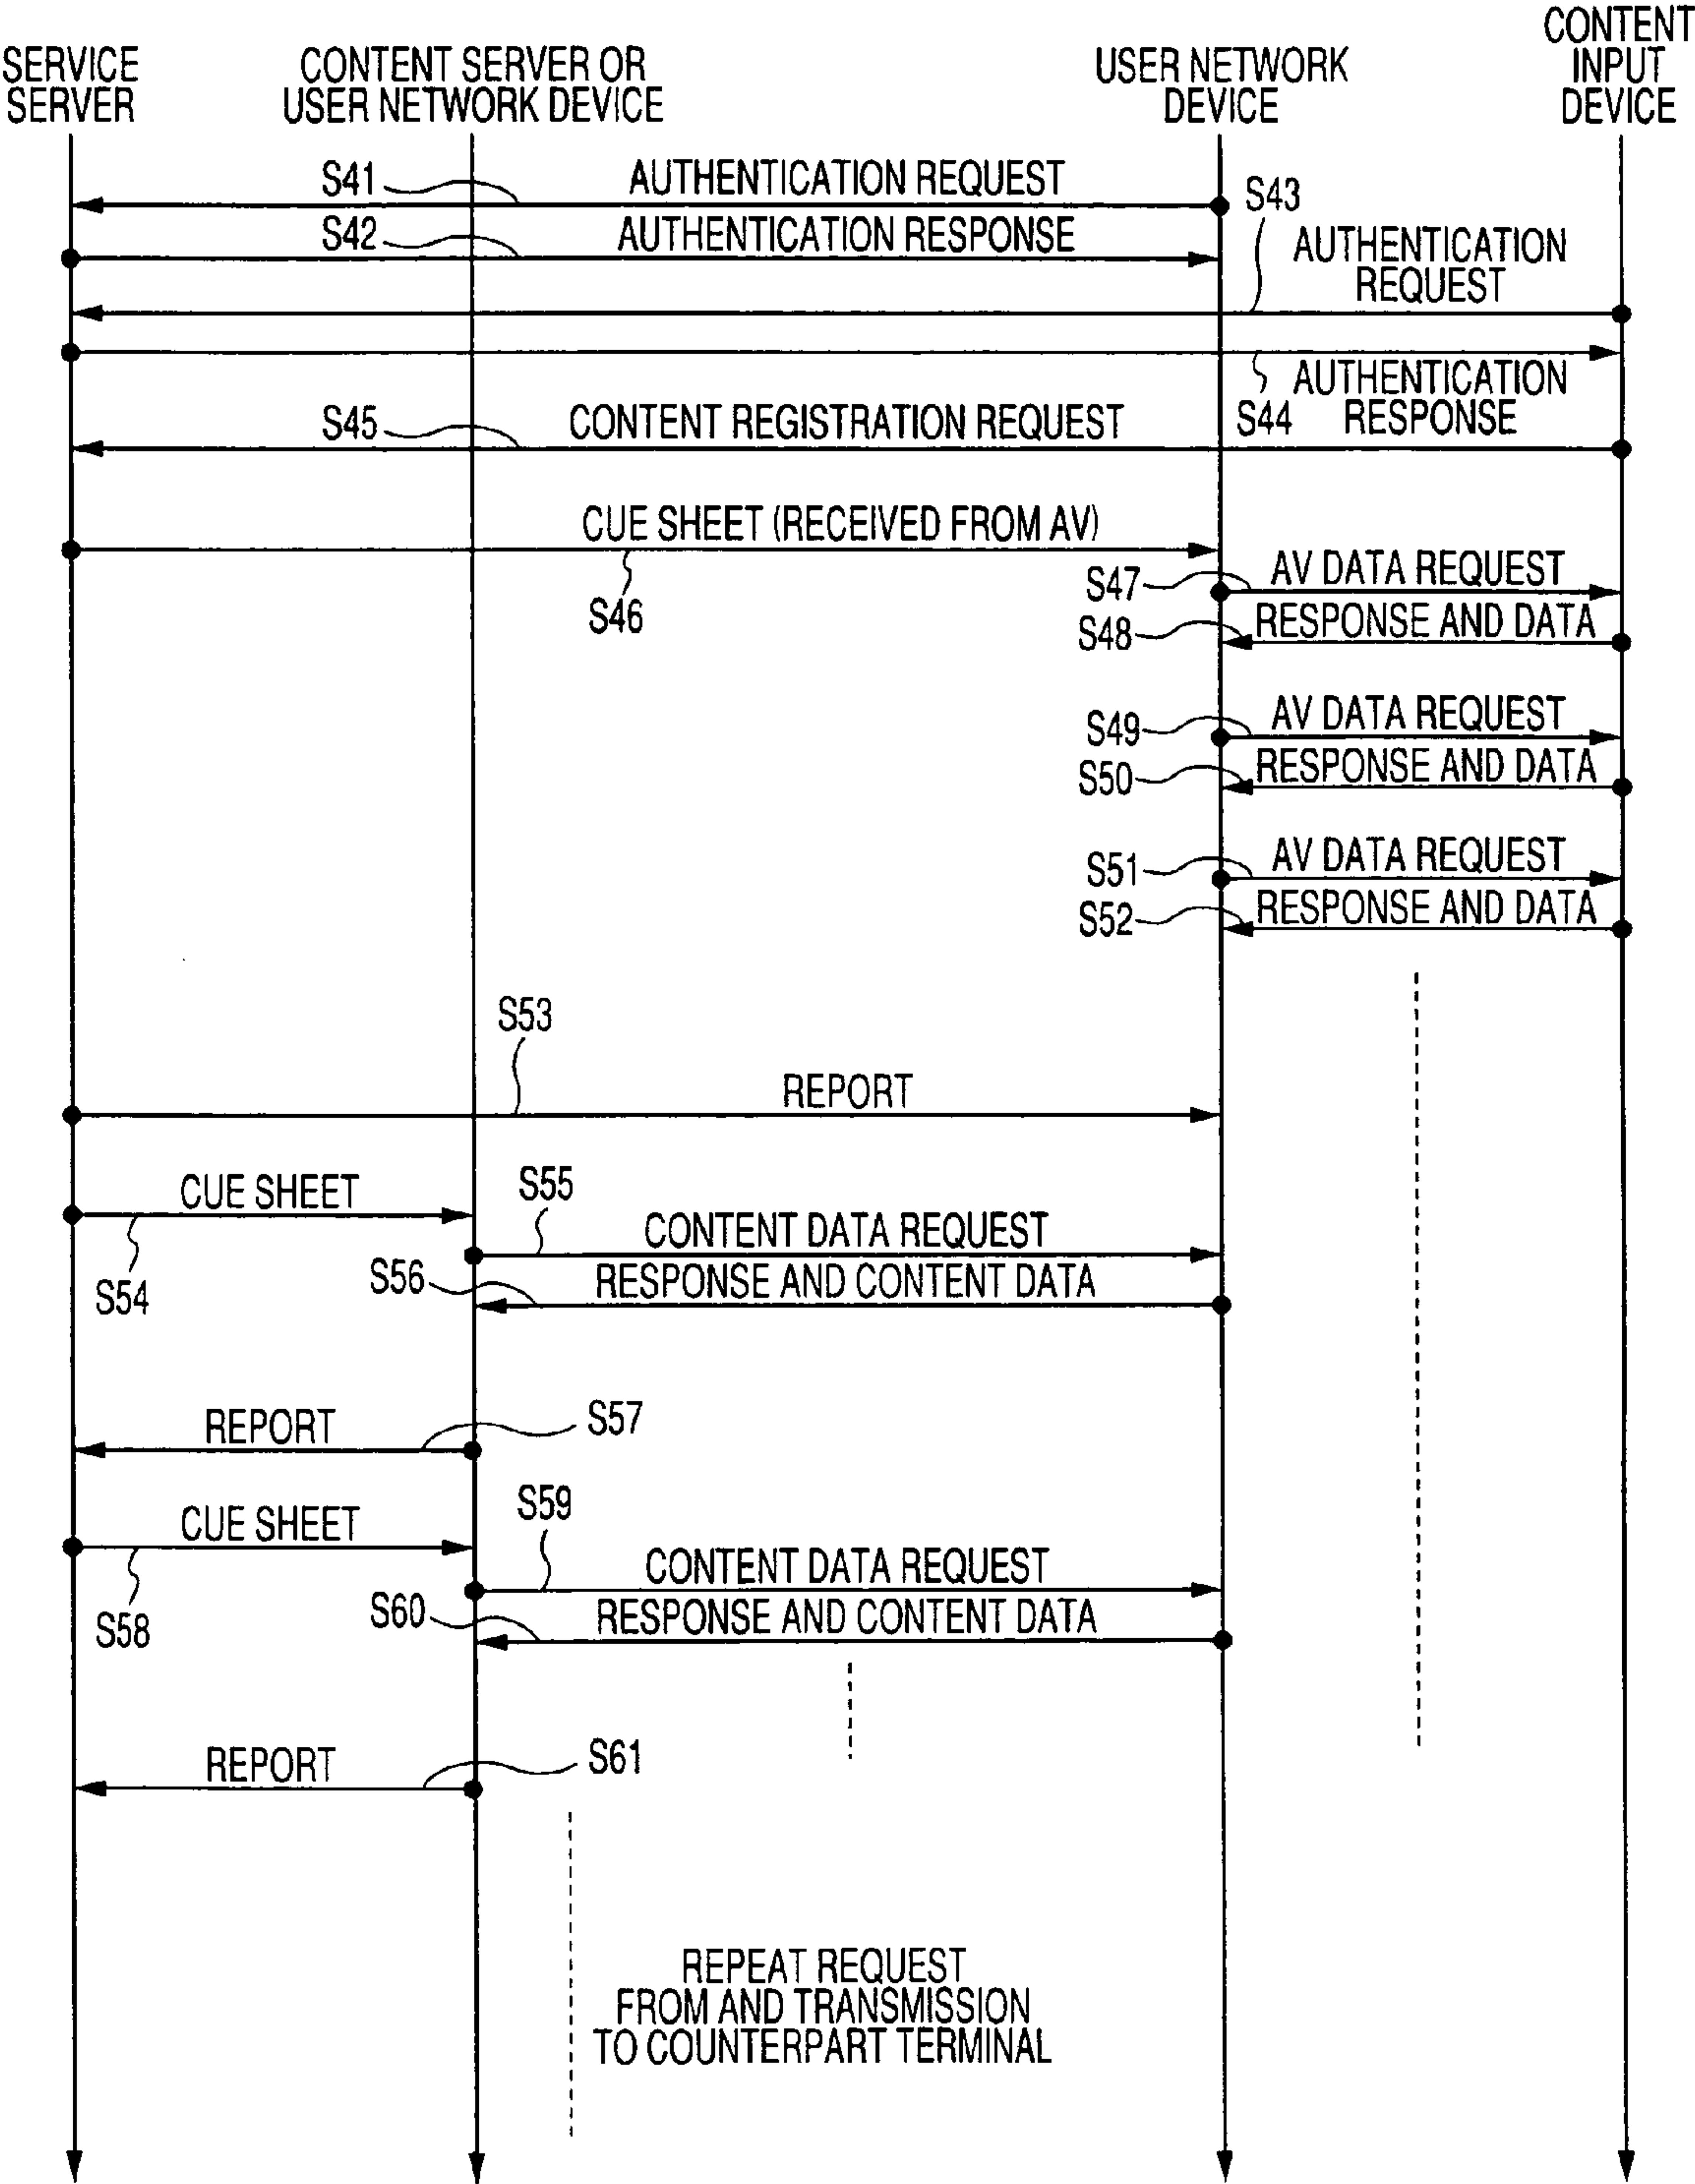 SERVICE
SERVER
CONTENT SERVER OR
USER NETWORK DEVICE
USER NETWORK
DEVICE
CONTENT
INPUT
DEVICE
S41
AUTHENTICATION REQUEST
S42
AUTHENTICATION RESPONSE
S43
AUTHENTICATION
REQUEST
S44
AUTHENTICATION
RESPONSE
S45
CONTENT REGISTRATION REQUEST
CUE SHEET (RECEIVED FROM AV)
S46
S47
AV DATA REQUEST
S48
RESPONSE AND DATA
S49
AV DATA REQUEST
S50
RESPONSE AND DATA
S51
AV DATA REQUEST
S52
RESPONSE AND DATA
S53
REPORT
CUE SHEET
S54
S55
CONTENT DATA REQUEST
S56
RESPONSE AND CONTENT DATA
REPORT
S57
CUE SHEET
S58
S59
CONTENT DATA REQUEST
S60
RESPONSE AND CONTENT DATA
REPORT
S61
REPEAT REQUEST
FROM AND TRANSMISSION
TO COUNTERPART TERMINAL